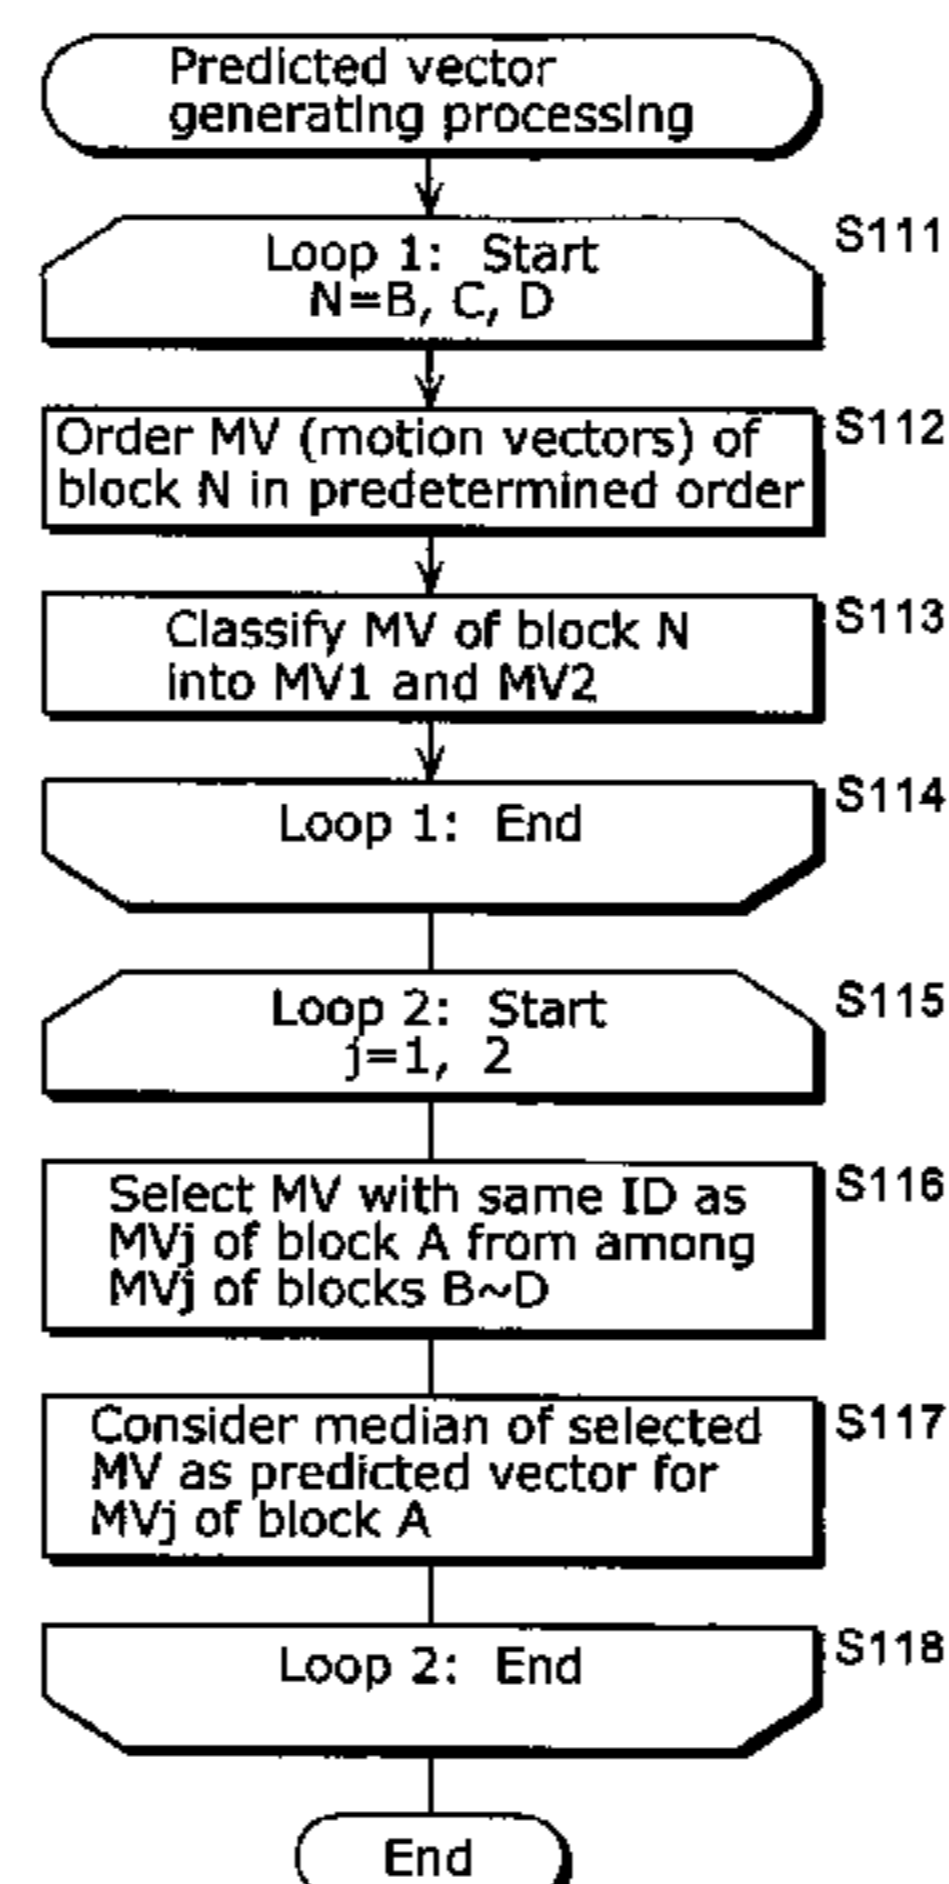 Predicted vector
generating processing
Loop 1: Start
N=B, C, D
S111
Order MV (motion vectors) of
block N in predetermined order
S112
Classify MV of block N
into MV1 and MV2
S113
Loop 1: End
S114
Loop 2: Start
j=1, 2
S115
Select MV with same ID as
MVj of block A from among
MVj of blocks B~D
S116
Consider median of selected
MV as predicted vector for
MVj of block A
S117
Loop 2: End
S118
End